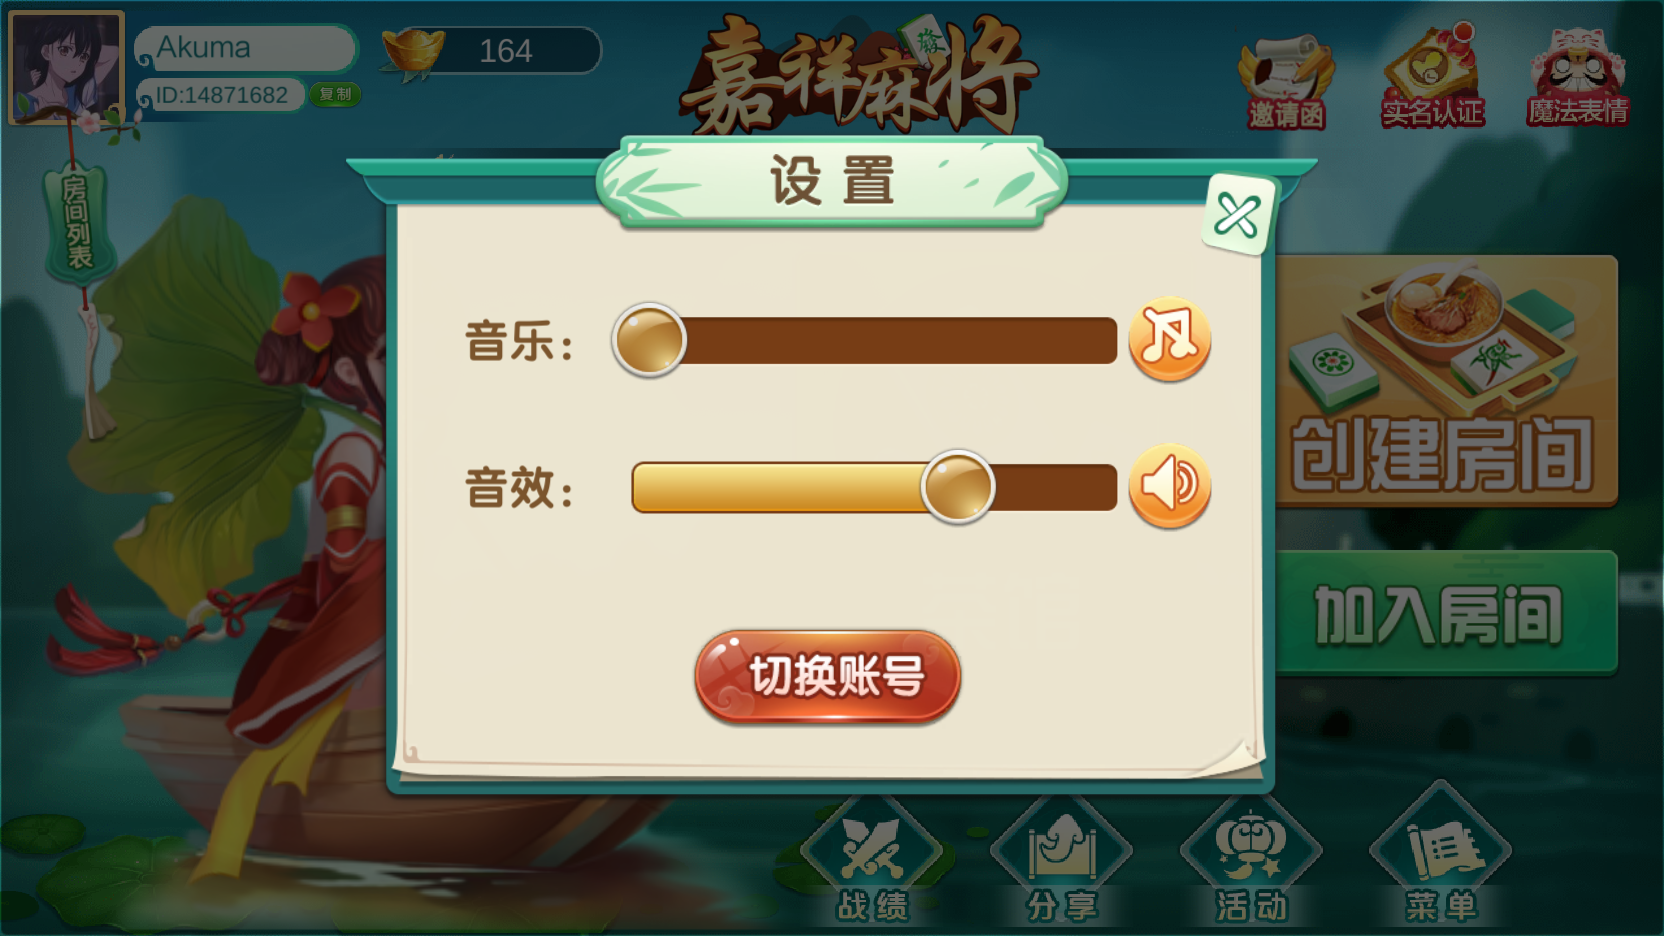 Akuma
164
嘉祥麻将
發
ID:14871682
复制
邀请函
实名认证
魔法表情
设置
房间列表
音乐：
音效：
创建房间
加入房间
切换账号
战绩
分享
活动
菜单